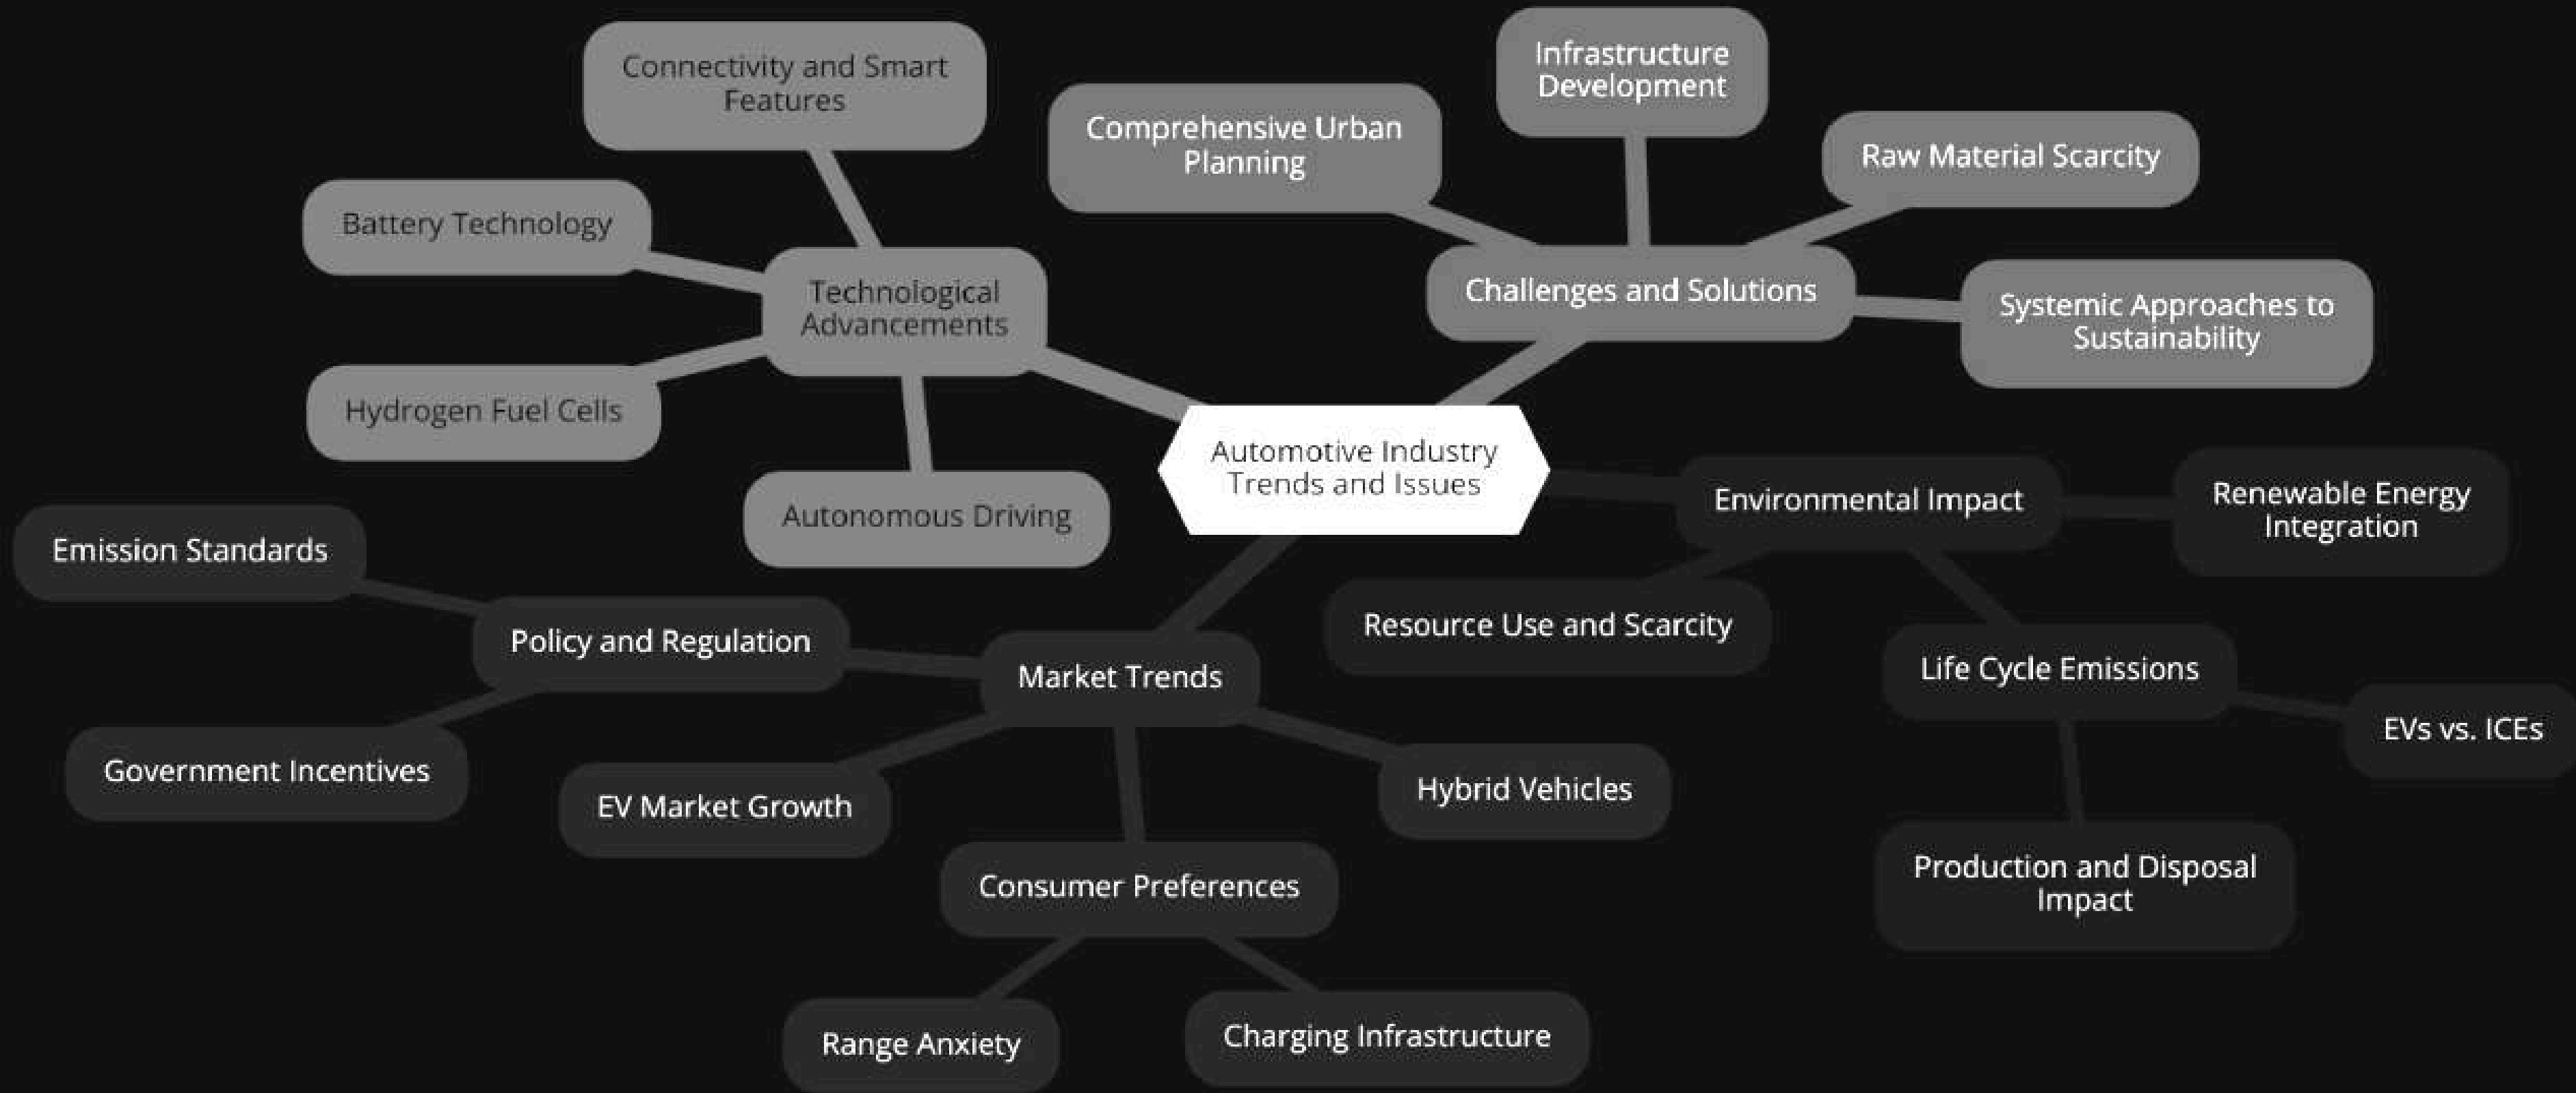 Connectivity and Smart
Features
Battery Technology
Technological
Advancements
Hydrogen Fuel Cells
Autonomous Driving
Infrastructure
Development
Comprehensive Urban
Planning
Raw Material Scarcity
Challenges and Solutions
Systemic Approaches to
Sustainability
Automotive Industry
Trends and Issues
Environmental Impact
Renewable Energy
Integration
Resource Use and Scarcity
Life Cycle Emissions
EVs vs. ICEs
Production and Disposal
Impact
Emission Standards
Policy and Regulation
Government Incentives
Market Trends
EV Market Growth
Hybrid Vehicles
Consumer Preferences
Range Anxiety
Charging Infrastructure